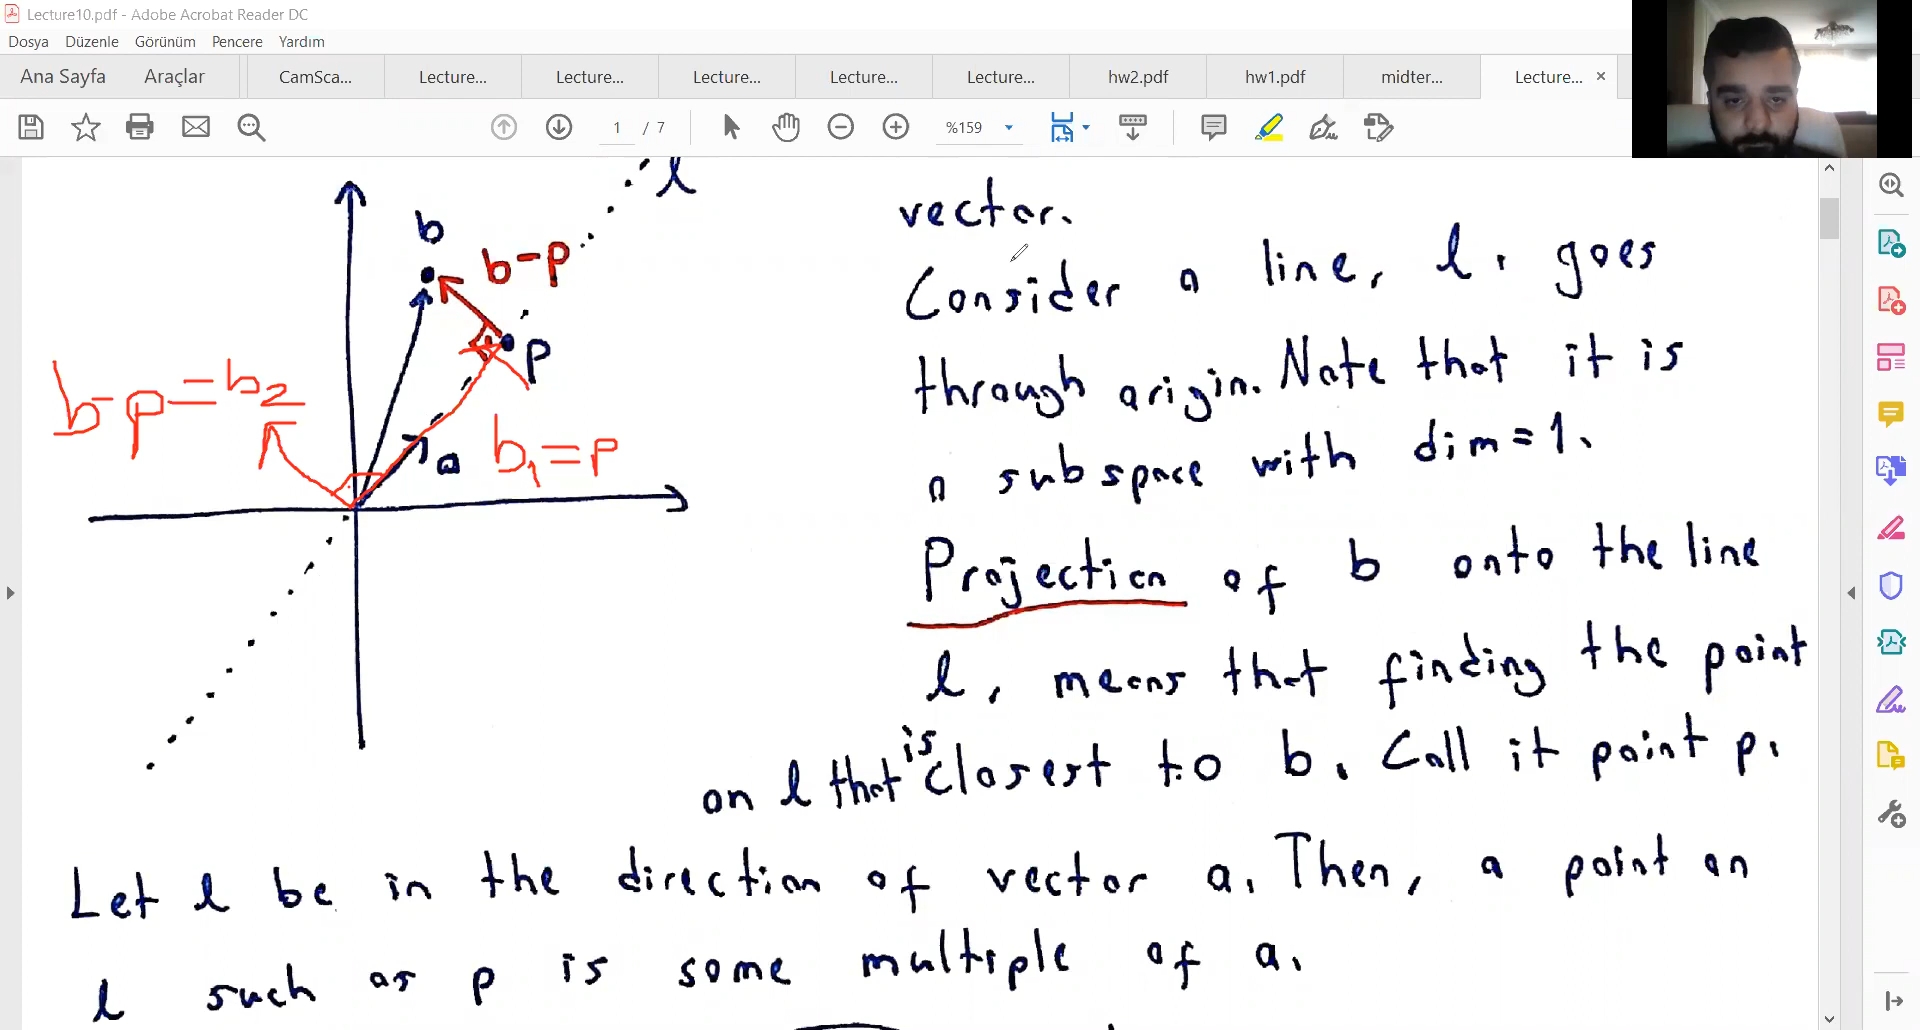 Lecture10.pdf - Adobe Acrobat Reader DC
Dosya Düzenle Görünüm Pencere Yardım
Ana Sayfa Araçlar CamSca... Lecture... Lecture... Lecture... Lecture... Lecture... hw2.pdf hw1.pdf midter... Lecture... ×
1 / 7 %159
l
b
b-p
p
b-p=b₂
a
b₁=p
vector.
Consider a line, l, goes
through origin. Note that it is
a subspace with dim=1.
Projection of b onto the line
l, means that finding the point
on l that is closest to b. Call it point p.
Let l be in the direction of vector a. Then, a point on
l such as p is some multiple of a.